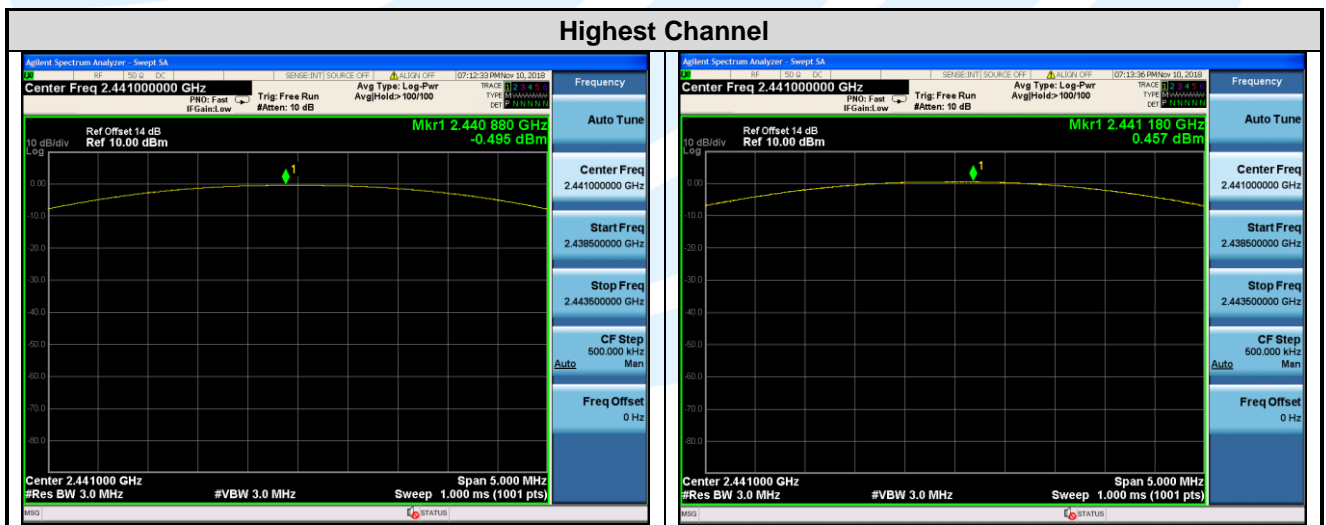 Highest Channel
Agilent Spectrum Analyzer - Swept SA
RF 50 Ω DC SENSE:INT SOURCE OFF ALIGN OFF 07:12:33 PM Nov 10, 2018
Center Freq 2.441000000 GHz
PNO: Fast
IFGain:Low
Trig: Free Run
#Atten: 10 dB
Avg Type: Log-Pwr
Avg|Hold:>100/100
TRACE 1 2 3 4 5 6
TYPE
DET P N N N N N
Mkr1 2.440 880 GHz
-0.495 dBm
Ref Offset 14 dB
10 dB/div Ref 10.00 dBm
Log
1
0.00
-10.0
-20.0
-30.0
-40.0
-50.0
-60.0
-70.0
-80.0
Center 2.441000 GHz Span 5.000 MHz
#Res BW 3.0 MHz #VBW 3.0 MHz Sweep 1.000 ms (1001 pts)
MSG STATUS
Frequency
Auto Tune
Center Freq
2.441000000 GHz
Start Freq
2.438500000 GHz
Stop Freq
2.443500000 GHz
CF Step
500.000 kHz
Auto Man
Freq Offset
0 Hz
Agilent Spectrum Analyzer - Swept SA
RF 50 Ω DC SENSE:INT SOURCE OFF ALIGN OFF 07:13:36 PM Nov 10, 2018
Center Freq 2.441000000 GHz
PNO: Fast
IFGain:Low
Trig: Free Run
#Atten: 10 dB
Avg Type: Log-Pwr
Avg|Hold:>100/100
TRACE 1 2 3 4 5 6
TYPE
DET P N N N N N
Mkr1 2.441 180 GHz
0.457 dBm
Ref Offset 14 dB
10 dB/div Ref 10.00 dBm
Log
1
0.00
-10.0
-20.0
-30.0
-40.0
-50.0
-60.0
-70.0
-80.0
Center 2.441000 GHz Span 5.000 MHz
#Res BW 3.0 MHz #VBW 3.0 MHz Sweep 1.000 ms (1001 pts)
MSG STATUS
Frequency
Auto Tune
Center Freq
2.441000000 GHz
Start Freq
2.438500000 GHz
Stop Freq
2.443500000 GHz
CF Step
500.000 kHz
Auto Man
Freq Offset
0 Hz